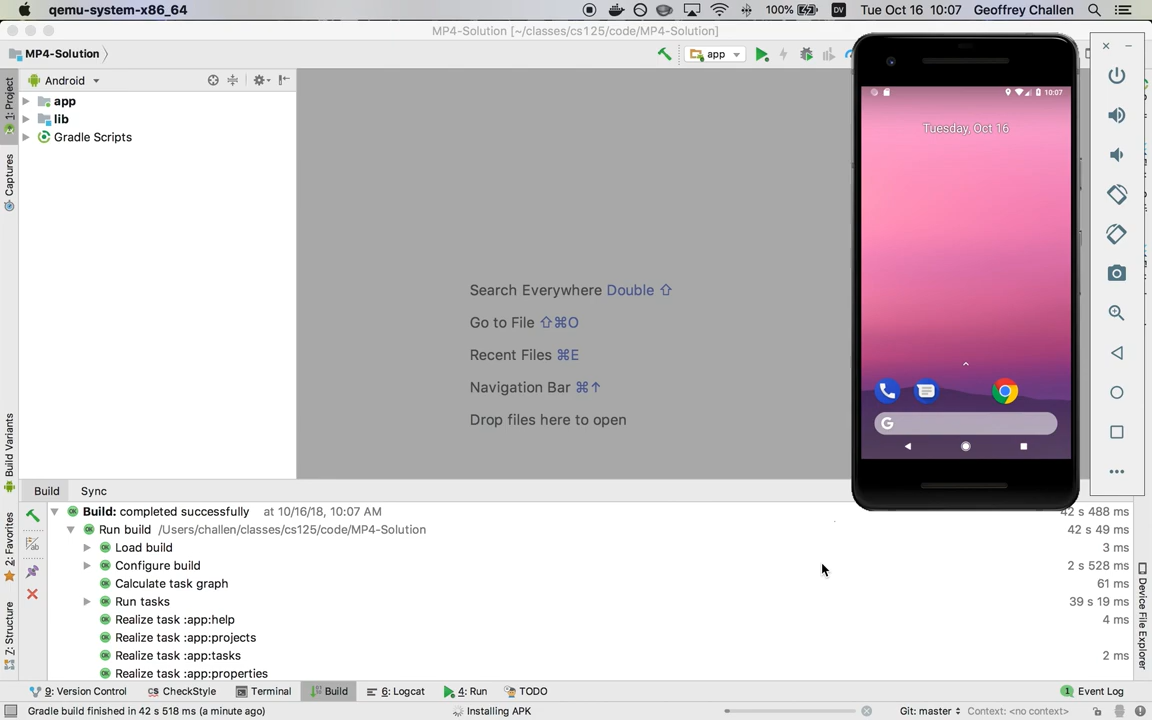 qemu-system-x86_64
100%
DV
Tue Oct 16 10:07
Geoffrey Challen
MP4-Solution [~/classes/cs125/code/MP4-Solution]
MP4-Solution
app
Android
1: Project
Captures
Build Variants
2: Favorites
Z: Structure
app
lib
Gradle Scripts
Search Everywhere Double ⇧
Go to File ⇧⌘O
Recent Files ⌘E
Navigation Bar ⌘↑
Drop files here to open
10:07
Tuesday, Oct 16
G
Build
Sync
Build: completed successfully at 10/16/18, 10:07 AM
42 s 488 ms
Run build /Users/challen/classes/cs125/code/MP4-Solution
42 s 49 ms
Load build
3 ms
Configure build
2 s 528 ms
Calculate task graph
61 ms
Run tasks
39 s 19 ms
Realize task :app:help
4 ms
Realize task :app:projects
Realize task :app:tasks
2 ms
Realize task :app:properties
Device File Explorer
9: Version Control
CheckStyle
Terminal
Build
6: Logcat
4: Run
TODO
1 Event Log
Gradle build finished in 42 s 518 ms (a minute ago)
Installing APK
Git: master
Context: <no context>